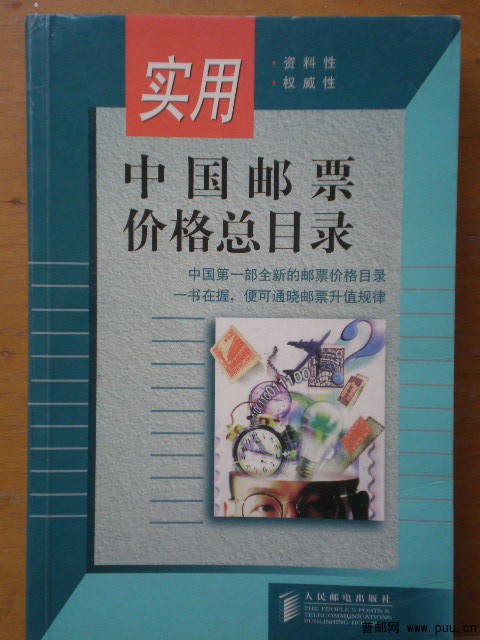 实用
· 资料性
· 权威性
中国邮票
价格总目录
中国第一部全新的邮票价格目录
一书在握，便可通晓邮票升值规律
人民邮电出版社
THE PEOPLE'S POSTS &
TELECOMMUNICATIONS
PUBLISHING HOUSE
普邮网 www.puu.cn